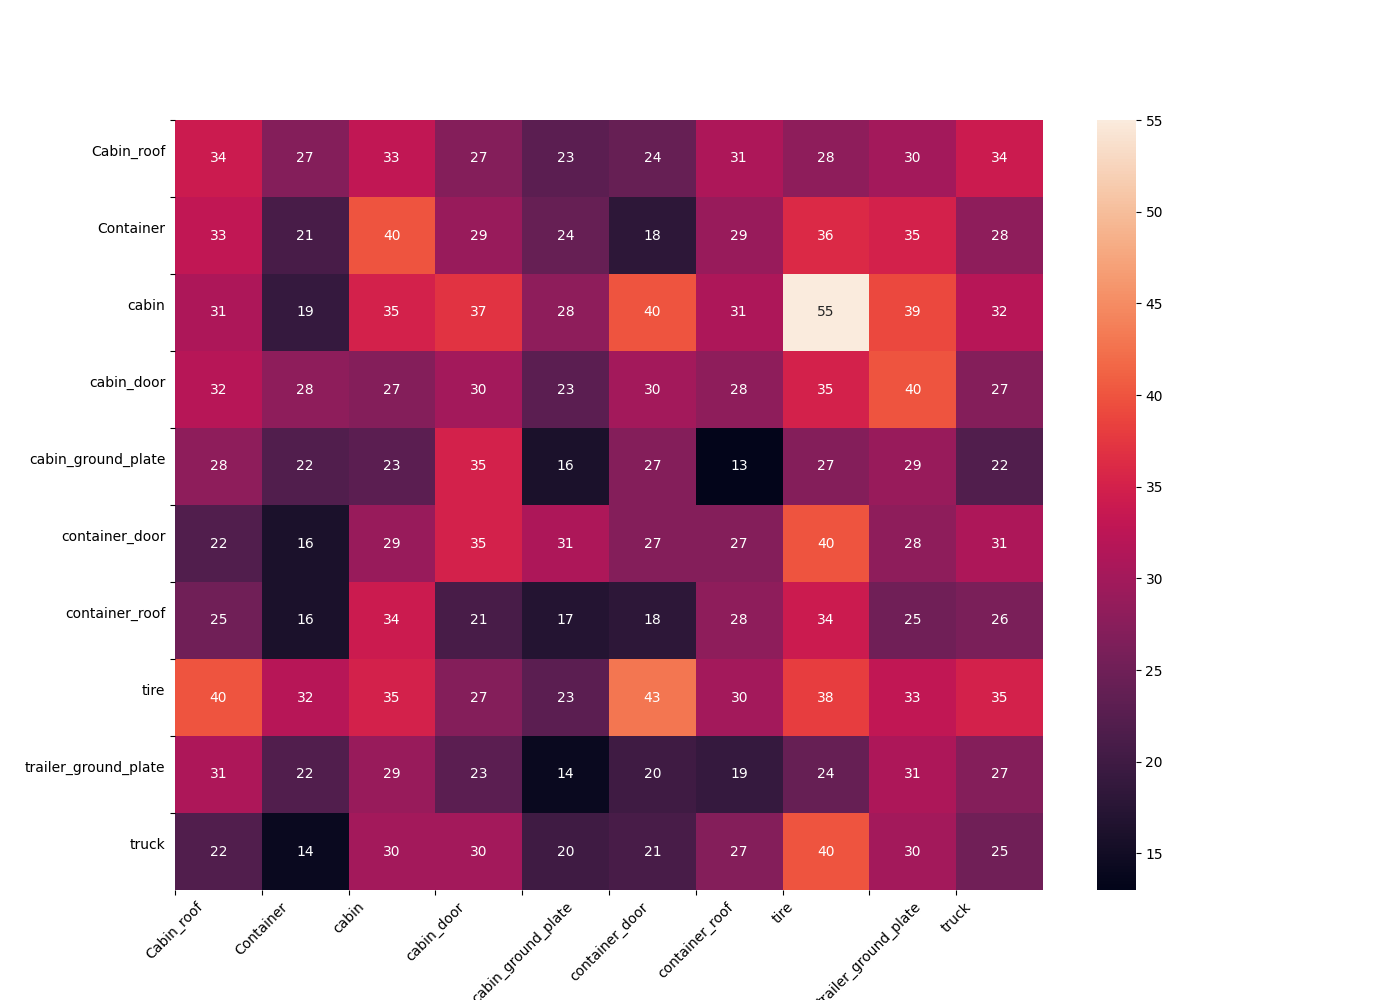 Cabin_roof 34 27 33 27 23 24 31 28 30 34
Container 33 21 40 29 24 18 29 36 35 28
cabin 31 19 35 37 28 40 31 55 39 32
cabin_door 32 28 27 30 23 30 28 35 40 27
cabin_ground_plate 28 22 23 35 16 27 13 27 29 22
container_door 22 16 29 35 31 27 27 40 28 31
container_roof 25 16 34 21 17 18 28 34 25 26
tire 40 32 35 27 23 43 30 38 33 35
trailer_ground_plate 31 22 29 23 14 20 19 24 31 27
truck 22 14 30 30 20 21 27 40 30 25
Cabin_roof
Container
cabin
cabin_door
cabin_ground_plate
container_door
container_roof
tire
trailer_ground_plate
truck
55
50
45
40
35
30
25
20
15